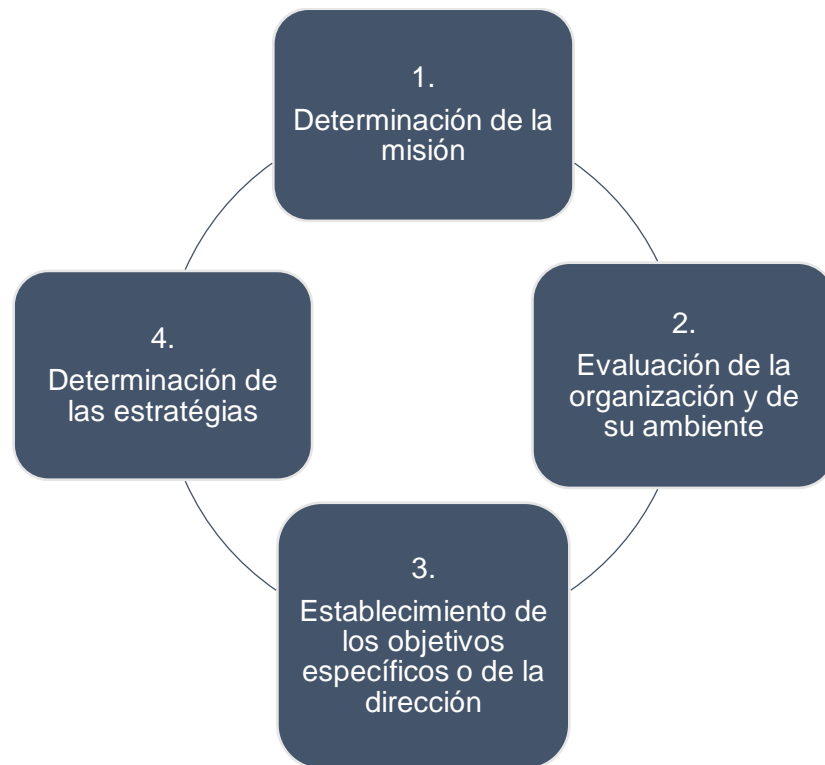 1.
Determinación de la
misión
2.
Evaluación de la
organización y de
su ambiente
3.
Establecimiento de
los objetivos
específicos o de la
dirección
4.
Determinación de
las estratégias